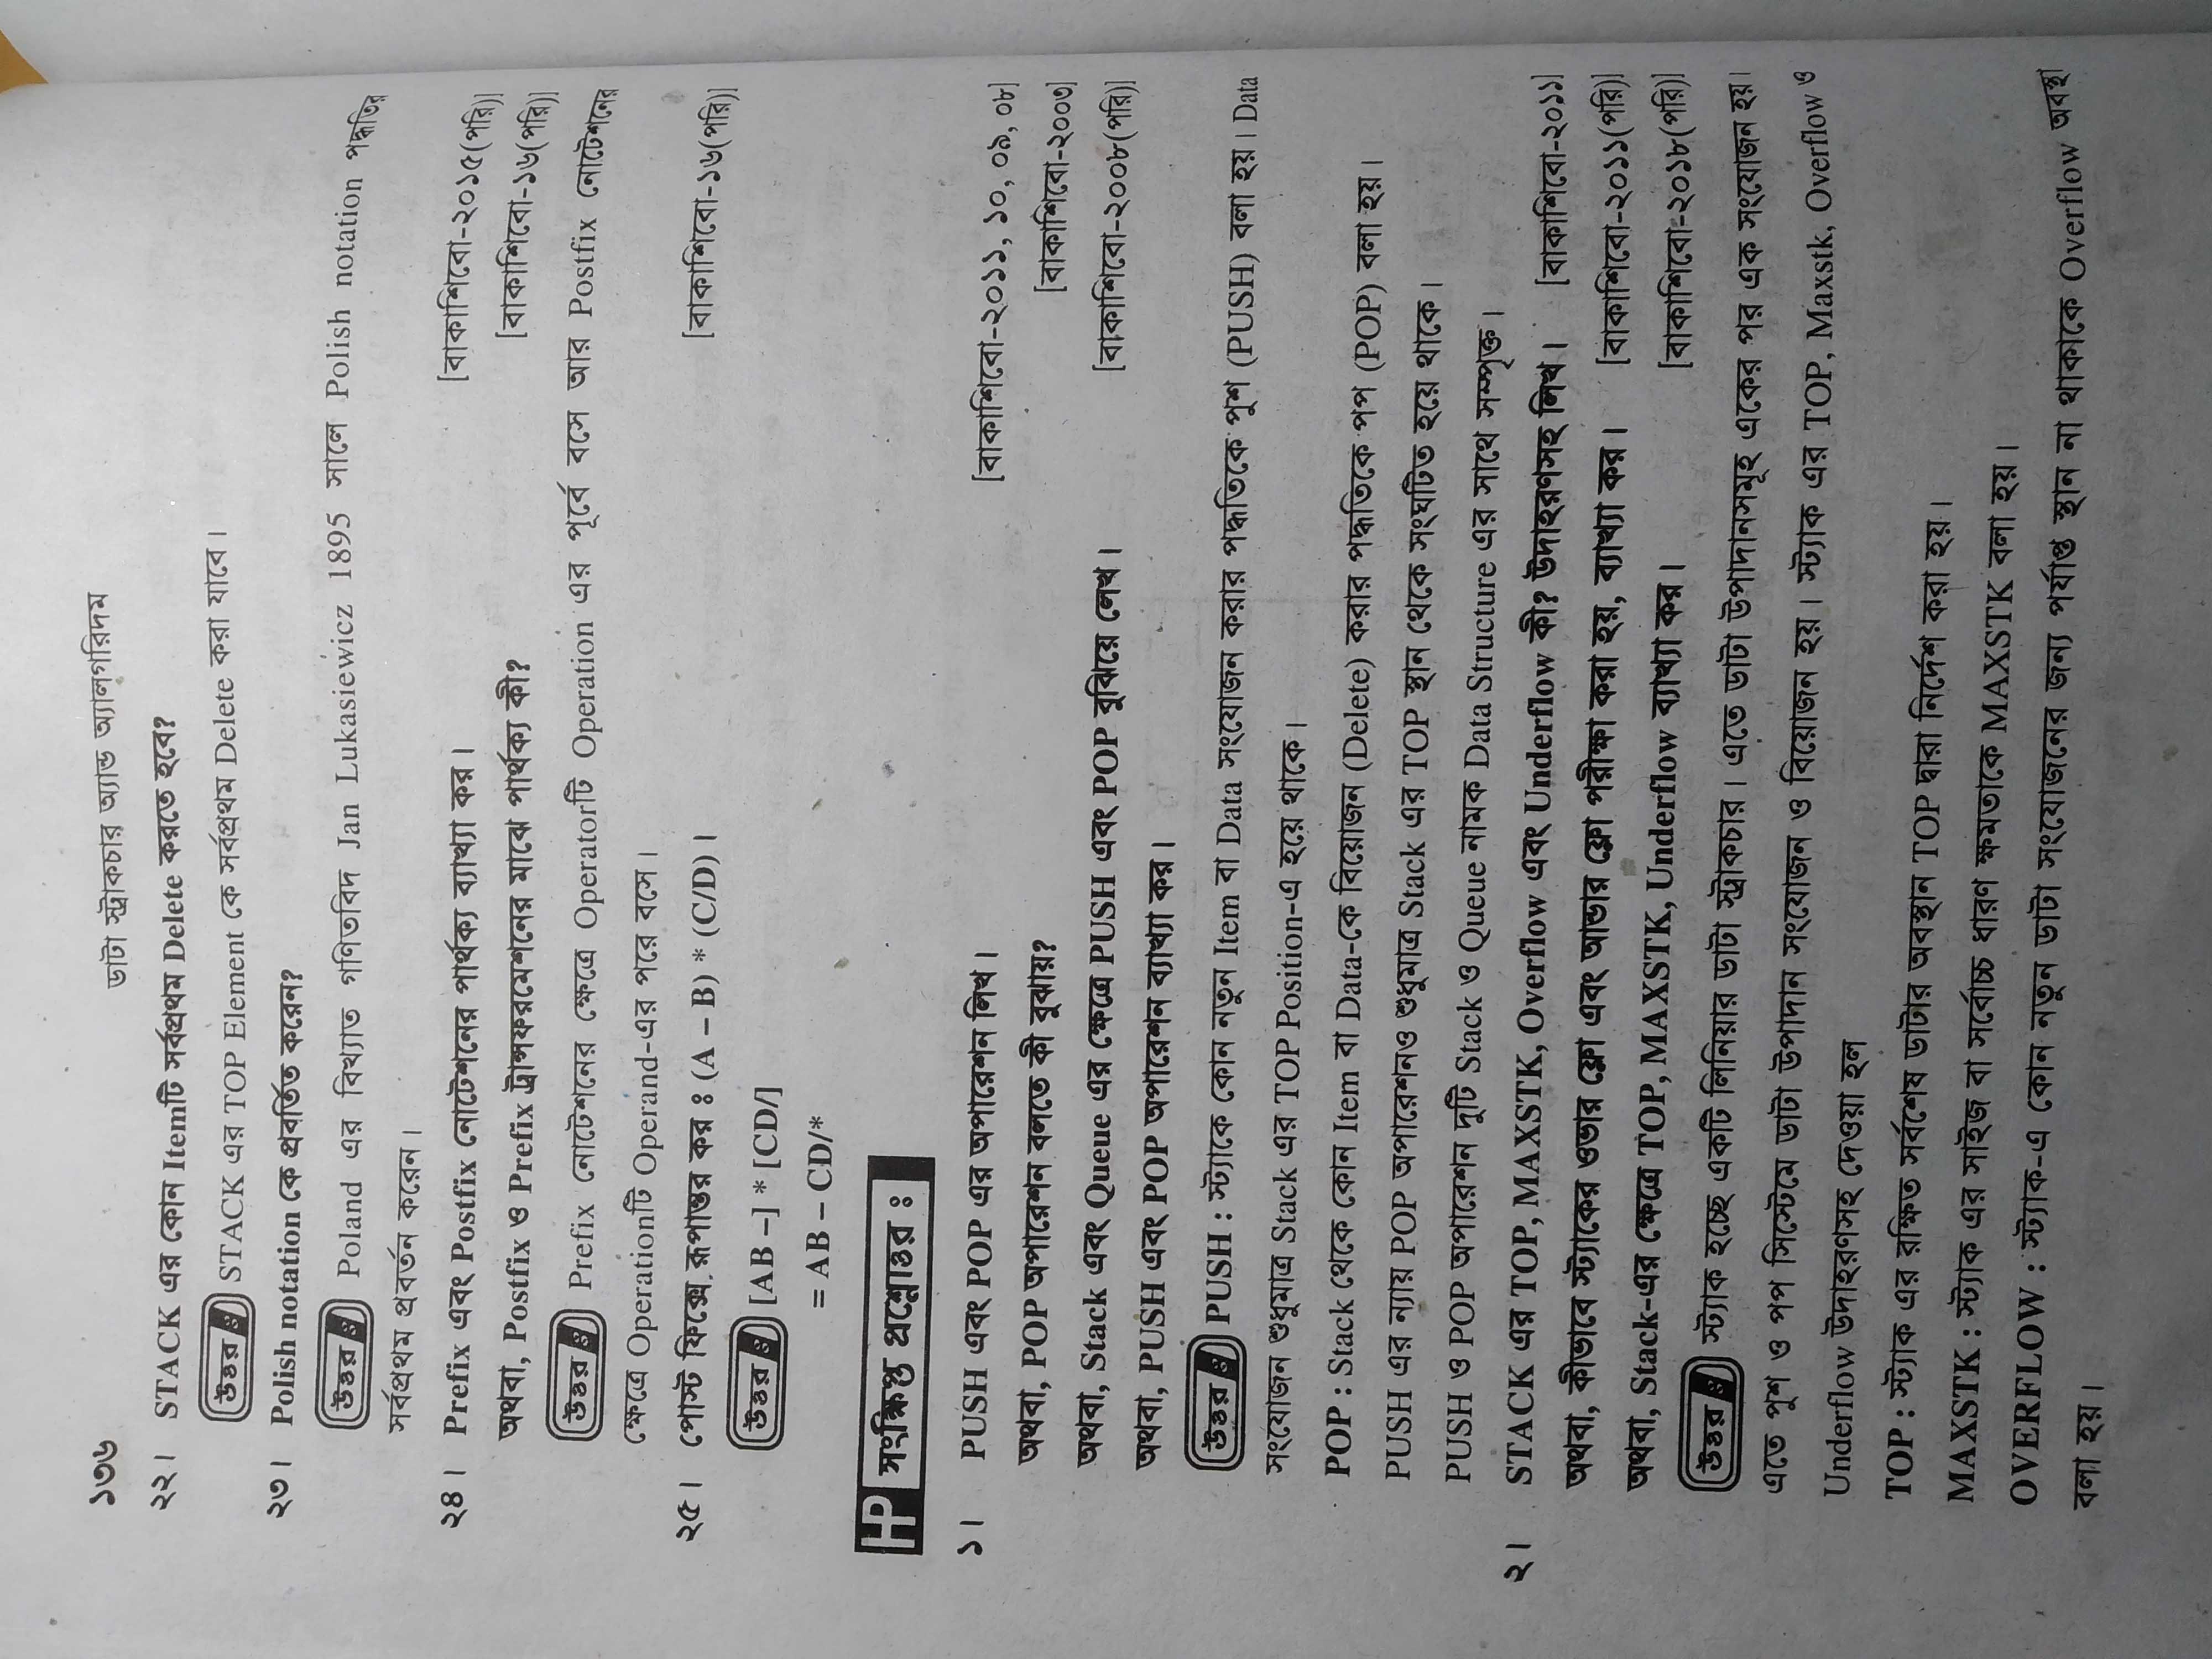 ১৩৬
ডাটা স্ট্রাকচার অ্যান্ড অ্যালগরিদম
২২। STACK এর কোন Itemটি সর্বপ্রথম Delete করতে হবে?
উত্তর ঃ STACK এর TOP Element কে সর্বপ্রথম Delete করা যাবে।
২৩। Polish notation কে প্রবর্তিত করেন?
উত্তর ঃ Poland এর বিখ্যাত গণিতবিদ Jan Lukasiewicz 1895 সালে Polish notation পদ্ধতির
সর্বপ্রথম প্রবর্তন করেন।
২৪। Prefix এবং Postfix নোটেশনের পার্থক্য ব্যাখ্যা কর। [বাকাশিবো-২০১৫(পরি)]
অথবা, Postfix ও Prefix ট্রান্সফরমেশনের মাঝে পার্থক্য কী? [বাকাশিবো-১৬(পরি)]
উত্তর ঃ Prefix নোটেশনের ক্ষেত্রে Operatorটি Operation এর পূর্বে বসে আর Postfix নোটেশনের
ক্ষেত্রে Operationটি Operand-এর পরে বসে।
২৫। পোস্ট ফিক্সে রূপান্তর কর ঃ (A – B) * (C/D)। [বাকাশিবো-১৬(পরি)]
উত্তর ঃ [AB –] * [CD/]
= AB – CD/*
HP সংক্ষিপ্ত প্রশ্নোত্তর ঃ
১। PUSH এবং POP এর অপারেশন লিখ। [বাকাশিবো-২০১১, ১০, ০৯, ০৮]
অথবা, POP অপারেশন বলতে কী বুঝায়? [বাকাশিবো-২০০৩]
অথবা, Stack এবং Queue এর ক্ষেত্রে PUSH এবং POP বুঝিয়ে লেখ। [বাকাশিবো-২০০৮(পরি)]
অথবা, PUSH এবং POP অপারেশন ব্যাখ্যা কর।
উত্তর ঃ PUSH : স্ট্যাকে কোন নতুন Item বা Data সংযোজন করার পদ্ধতিকে পুশ (PUSH) বলা হয়। Data
সংযোজন শুধুমাত্র Stack এর TOP Position-এ হয়ে থাকে।
POP : Stack থেকে কোন Item বা Data-কে বিয়োজন (Delete) করার পদ্ধতিকে পপ (POP) বলা হয়।
PUSH এর ন্যায় POP অপারেশনও শুধুমাত্র Stack এর TOP স্থান থেকে সংঘটিত হয়ে থাকে।
PUSH ও POP অপারেশন দুটি Stack ও Queue নামক Data Structure এর সাথে সম্পৃক্ত।
২। STACK এর TOP, MAXSTK, Overflow এবং Underflow কী? উদাহরণসহ লিখ। [বাকাশিবো-২০১১]
অথবা, কীভাবে স্ট্যাকের ওভার ফ্লো এবং আন্ডার ফ্লো পরীক্ষা করা হয়, ব্যাখ্যা কর। [বাকাশিবো-২০১১(পরি)]
অথবা, Stack-এর ক্ষেত্রে TOP, MAXSTK, Underflow ব্যাখ্যা কর। [বাকাশিবো-২০১৮(পরি)]
উত্তর ঃ স্ট্যাক হচ্ছে একটি লিনিয়ার ডাটা স্ট্রাকচার। এতে ডাটা উপাদানসমূহ একের পর এক সংযোজন হয়।
এতে পুশ ও পপ সিস্টেমে ডাটা উপাদান সংযোজন ও বিয়োজন হয়। স্ট্যাক এর TOP, Maxstk, Overflow ও
Underflow উদাহরণসহ দেওয়া হল
TOP : স্ট্যাক এর রক্ষিত সর্বশেষ ডাটার অবস্থান TOP দ্বারা নির্দেশ করা হয়।
MAXSTK : স্ট্যাক এর সাইজ বা সর্বোচ্চ ধারণ ক্ষমতাকে MAXSTK বলা হয়।
OVERFLOW : স্ট্যাক-এ কোন নতুন ডাটা সংযোজনের জন্য পর্যাপ্ত স্থান না থাকাকে Overflow অবস্থা
বলা হয়।